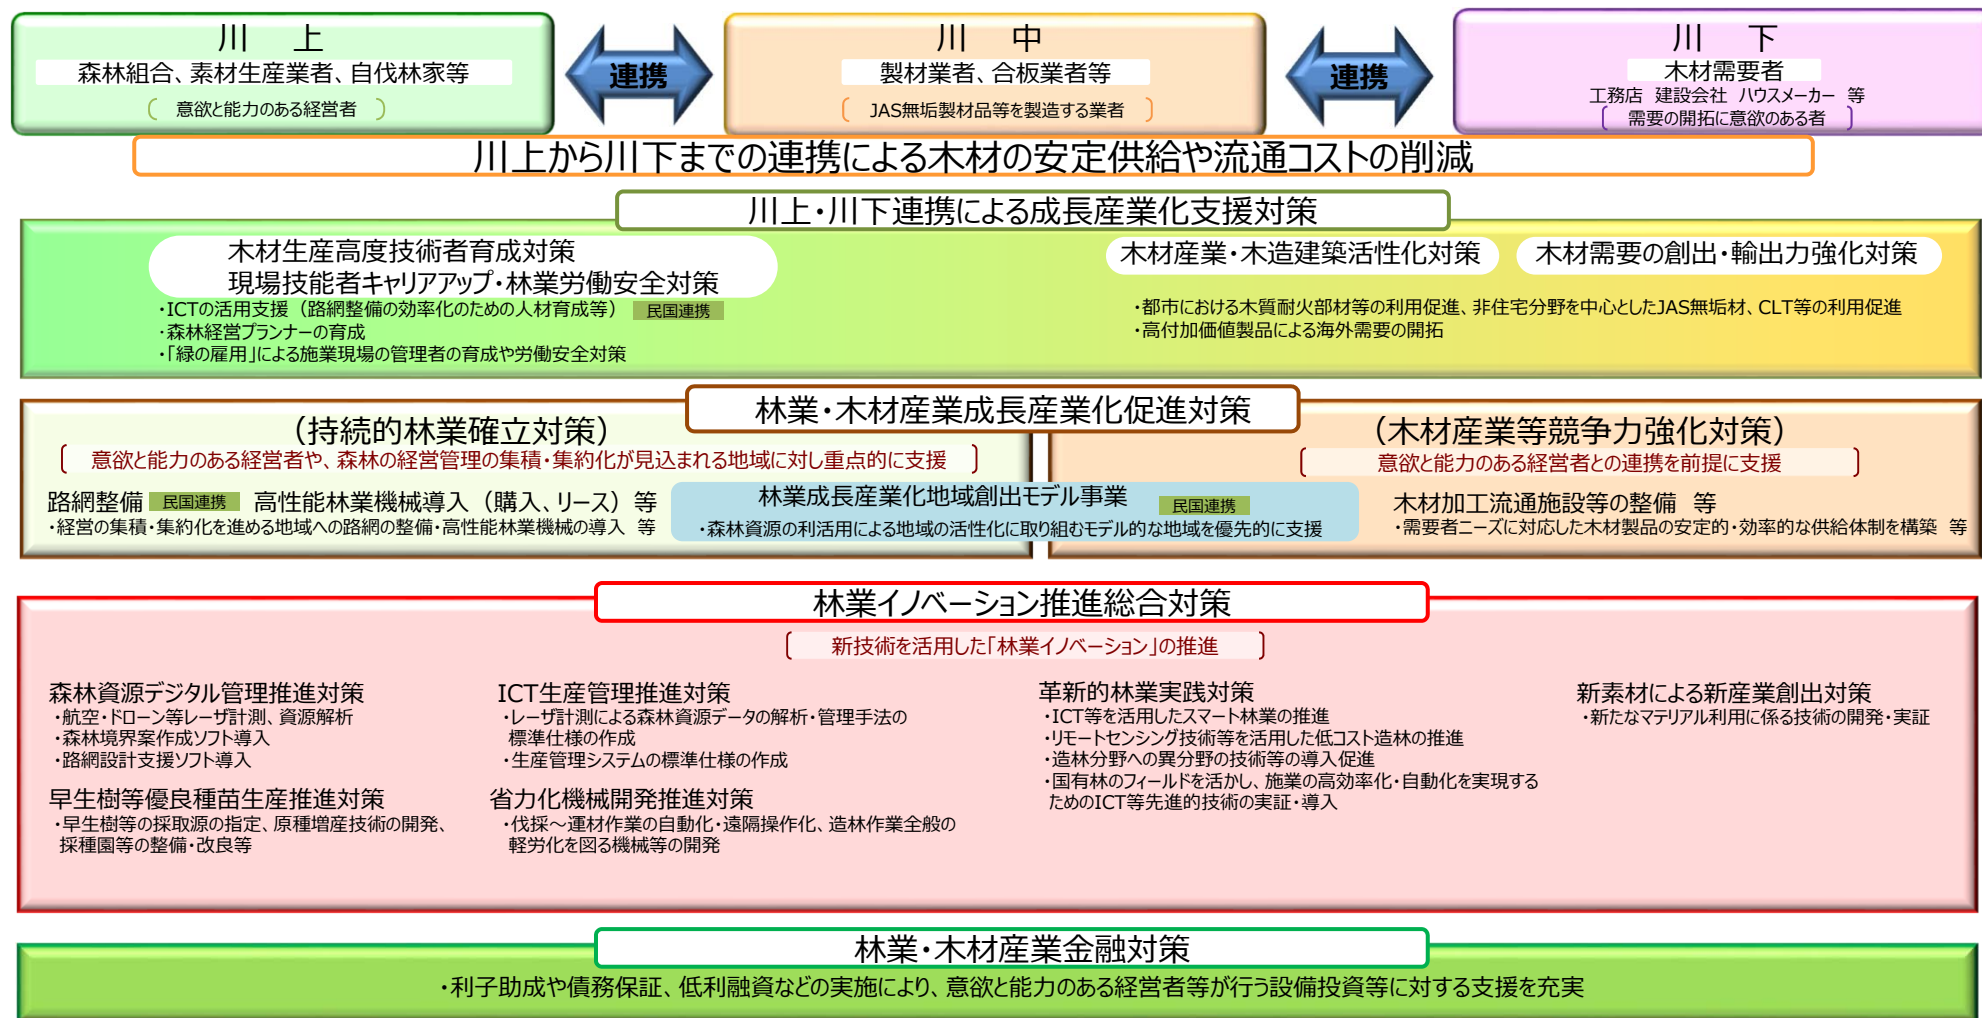 川　上
森林組合、素材生産業者、自伐林家等
〔 意欲と能力のある経営者 〕
連携
川　中
製材業者、合板業者等
〔 JAS無垢製材品等を製造する業者 〕
連携
川　下
木材需要者
工務店　建設会社　ハウスメーカー　等
〔 需要の開拓に意欲のある者 〕
川上から川下までの連携による木材の安定供給や流通コストの削減
川上・川下連携による成長産業化支援対策
木材生産高度技術者育成対策
現場技能者キャリアアップ・林業労働安全対策
・ICTの活用支援（路網整備の効率化のための人材育成等） 民国連携
・森林経営プランナーの育成
・「緑の雇用」による施業現場の管理者の育成や労働安全対策
木材産業・木造建築活性化対策
木材需要の創出・輸出力強化対策
・都市における木質耐火部材等の利用促進、非住宅分野を中心としたJAS無垢材、CLT等の利用促進
・高付加価値製品による海外需要の開拓
林業・木材産業成長産業化促進対策
（持続的林業確立対策）
〔 意欲と能力のある経営者や、森林の経営管理の集積・集約化が見込まれる地域に対し重点的に支援 〕
路網整備 民国連携 高性能林業機械導入（購入、リース）等
・経営の集積・集約化を進める地域への路網の整備・高性能林業機械の導入　等
林業成長産業化地域創出モデル事業 民国連携
・森林資源の利活用による地域の活性化に取り組むモデル的な地域を優先的に支援
（木材産業等競争力強化対策）
〔 意欲と能力のある経営者との連携を前提に支援 〕
木材加工流通施設等の整備　等
・需要者ニーズに対応した木材製品の安定的・効率的な供給体制を構築　等
林業イノベーション推進総合対策
〔 新技術を活用した「林業イノベーション」の推進 〕
森林資源デジタル管理推進対策
・航空・ドローン等レーザ計測、資源解析
・森林境界案作成ソフト導入
・路網設計支援ソフト導入
早生樹等優良種苗生産推進対策
・早生樹等の採取源の指定、原種増産技術の開発、
採種園等の整備・改良等
ICT生産管理推進対策
・レーザ計測による森林資源データの解析・管理手法の
標準仕様の作成
・生産管理システムの標準仕様の作成
省力化機械開発推進対策
・伐採～運材作業の自動化・遠隔操作化、造林作業全般の
軽労化を図る機械等の開発
革新的林業実践対策
・ICT等を活用したスマート林業の推進
・リモートセンシング技術等を活用した低コスト造林の推進
・造林分野への異分野の技術等の導入促進
・国有林のフィールドを活かし、施業の高効率化・自動化を実現する
ためのICT等先進的技術の実証・導入
新素材による新産業創出対策
・新たなマテリアル利用に係る技術の開発・実証
林業・木材産業金融対策
・利子助成や債務保証、低利融資などの実施により、意欲と能力のある経営者等が行う設備投資等に対する支援を充実